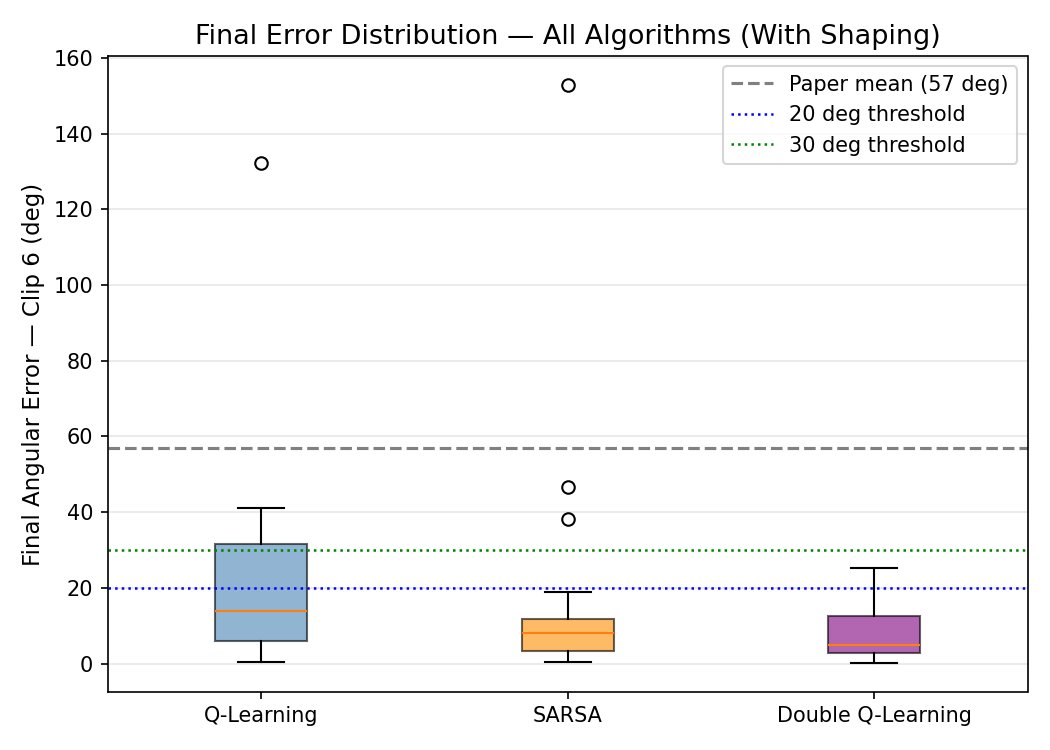 Final Error Distribution — All Algorithms (With Shaping)
Final Angular Error — Clip 6 (deg)
160
140
120
100
80
60
40
20
0
Paper mean (57 deg)
20 deg threshold
30 deg threshold
Q-Learning
SARSA
Double Q-Learning